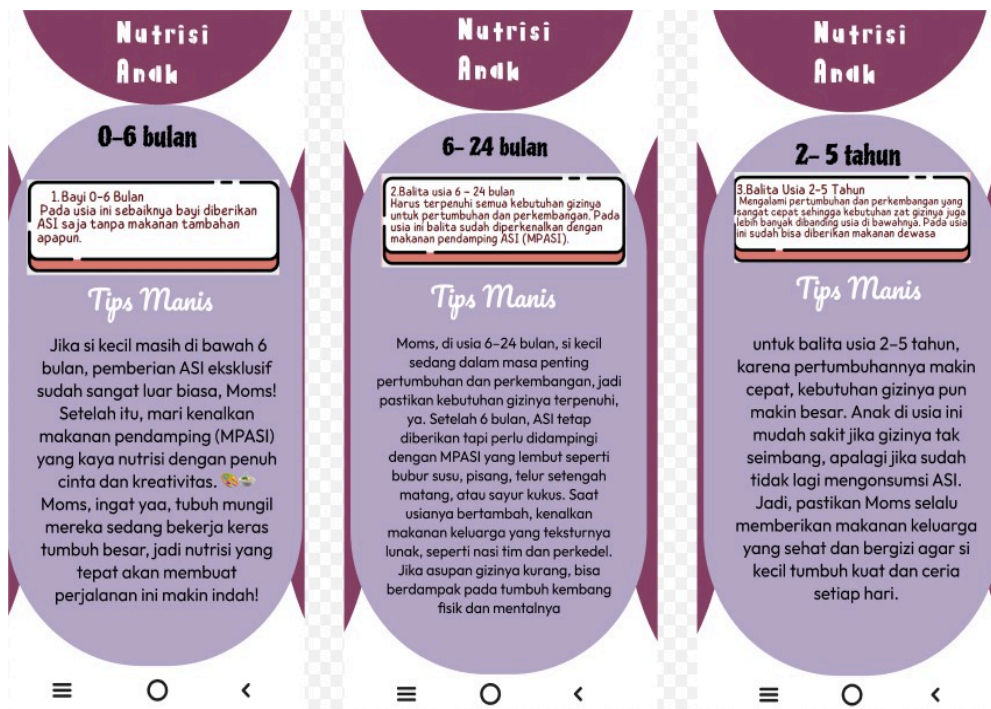 Nutrisi
Anak
0-6 bulan
1.Bayi 0-6 Bulan
Pada usia ini sebaiknya bayi diberikan
ASI saja tanpa makanan tambahan
apapun.
Tips Manis
Jika si kecil masih di bawah 6
bulan, pemberian ASI eksklusif
sudah sangat luar biasa, Moms!
Setelah itu, mari kenalkan
makanan pendamping (MPASI)
yang kaya nutrisi dengan penuh
cinta dan kreativitas.
Moms, ingat yaa, tubuh mungil
mereka sedang bekerja keras
tumbuh besar, jadi nutrisi yang
tepat akan membuat
perjalanan ini makin indah!
Nutrisi
Anak
6- 24 bulan
2.Balita usia 6 – 24 bulan
Harus terpenuhi semua kebutuhan gizinya
untuk pertumbuhan dan perkembangan. Pada
usia ini balita sudah diperkenalkan dengan
makanan pendamping ASI (MPASI).
Tips Manis
Moms, di usia 6–24 bulan, si kecil
sedang dalam masa penting
pertumbuhan dan perkembangan, jadi
pastikan kebutuhan gizinya terpenuhi,
ya. Setelah 6 bulan, ASI tetap
diberikan tapi perlu didampingi
dengan MPASI yang lembut seperti
bubur susu, pisang, telur setengah
matang, atau sayur kukus. Saat
usianya bertambah, kenalkan
makanan keluarga yang teksturnya
lunak, seperti nasi tim dan perkedel.
Jika asupan gizinya kurang, bisa
berdampak pada tumbuh kembang
fisik dan mentalnya
Nutrisi
Anak
2- 5 tahun
3.Balita Usia 2-5 Tahun
Mengalami pertumbuhan dan perkembangan yang
sangat cepat sehingga kebutuhan zat gizinya juga
lebih banyak dibanding usia di bawahnya. Pada usia
ini sudah bisa diberikan makanan dewasa
Tips Manis
untuk balita usia 2–5 tahun,
karena pertumbuhannya makin
cepat, kebutuhan gizinya pun
makin besar. Anak di usia ini
mudah sakit jika gizinya tak
seimbang, apalagi jika sudah
tidak lagi mengonsumsi ASI.
Jadi, pastikan Moms selalu
memberikan makanan keluarga
yang sehat dan bergizi agar si
kecil tumbuh kuat dan ceria
setiap hari.